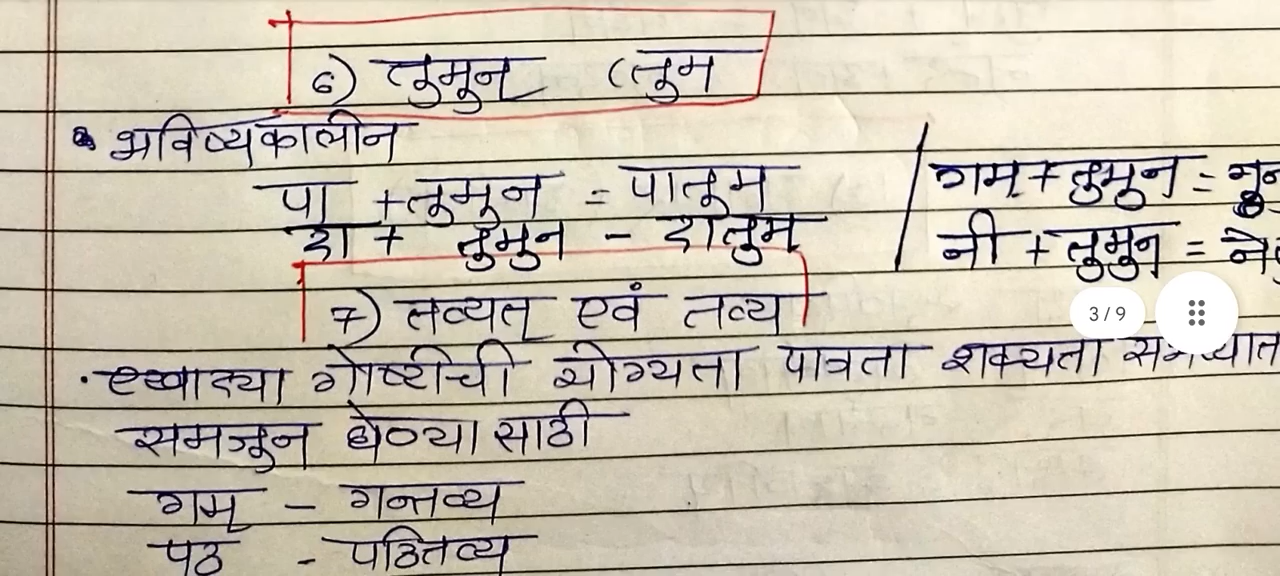 6) तुमुन (तुम
भविष्यकालीन
पा + तुमुन = पातूम
दा + तुमुन - दातुम
गम् + तुमुन =
नी + तुमुन् =
7) तव्यत् एवं तव्य
3/9
गोष्टीची योग्यता पात्रता शक्यता
समजून घेण्या साठी
गम् - गन्तव्य
पठ - पठितव्य